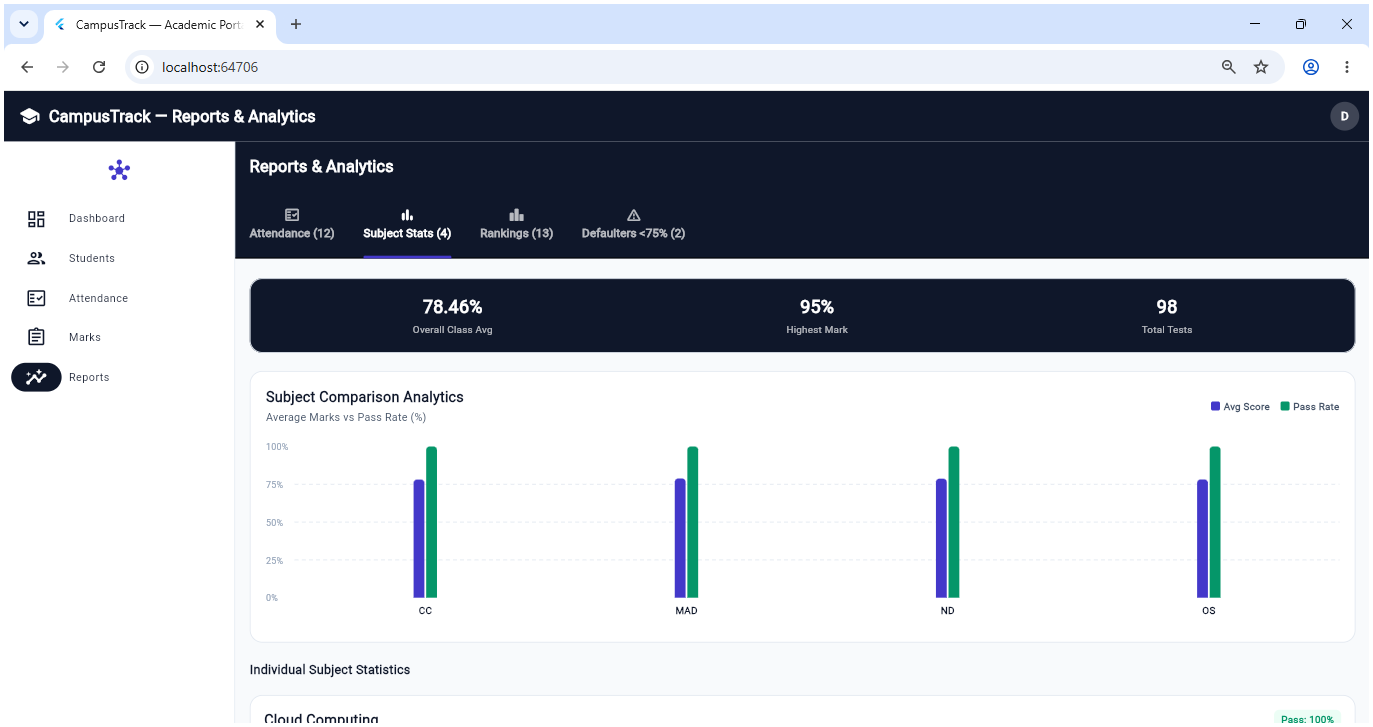 CampusTrack — Academic Port
localhost:64706
CampusTrack — Reports & Analytics
D
Dashboard
Students
Attendance
Marks
Reports
Reports & Analytics
Attendance (12)
Subject Stats (4)
Rankings (13)
Defaulters <75% (2)
78.46%
Overall Class Avg
95%
Highest Mark
98
Total Tests
Subject Comparison Analytics
Average Marks vs Pass Rate (%)
Avg Score
Pass Rate
100%
75%
50%
25%
0%
CC
MAD
ND
OS
Individual Subject Statistics
Cloud Computing
Pass: 100%